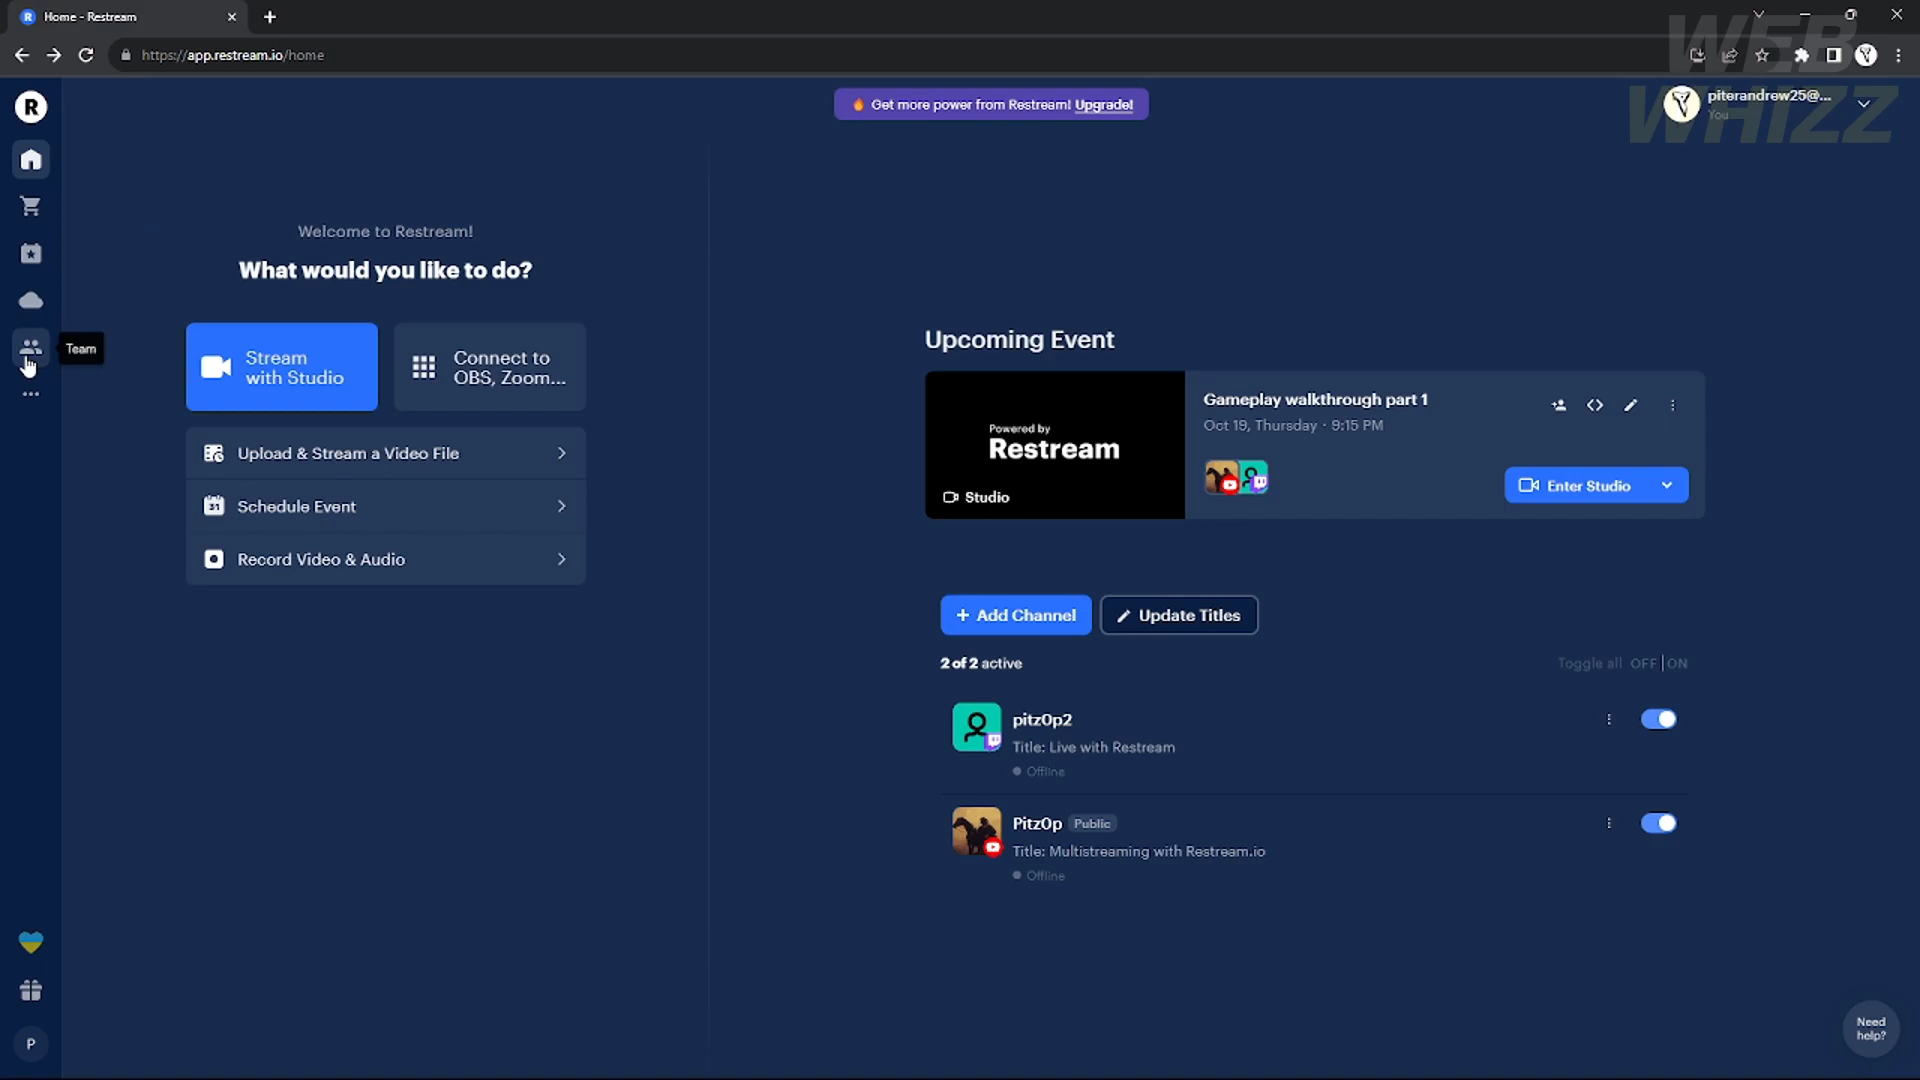 Home - Restream
https://app.restream.io/home
WEB
WHIZZ
R
Get more power from Restream! Upgrade!
piterandrew25@...
You
Welcome to Restream!
What would you like to do?
Team
Stream
with Studio
Connect to
OBS, Zoom...
Upload & Stream a Video File
31
Schedule Event
Record Video & Audio
Upcoming Event
Powered by
Restream
Studio
Gameplay walkthrough part 1
Oct 19, Thursday · 9:15 PM
Enter Studio
+ Add Channel
Update Titles
2 of 2 active
Toggle all OFF | ON
pitz0p2
Title: Live with Restream
Offline
Pitz0p Public
Title: Multistreaming with Restream.io
Offline
P
Need
help?